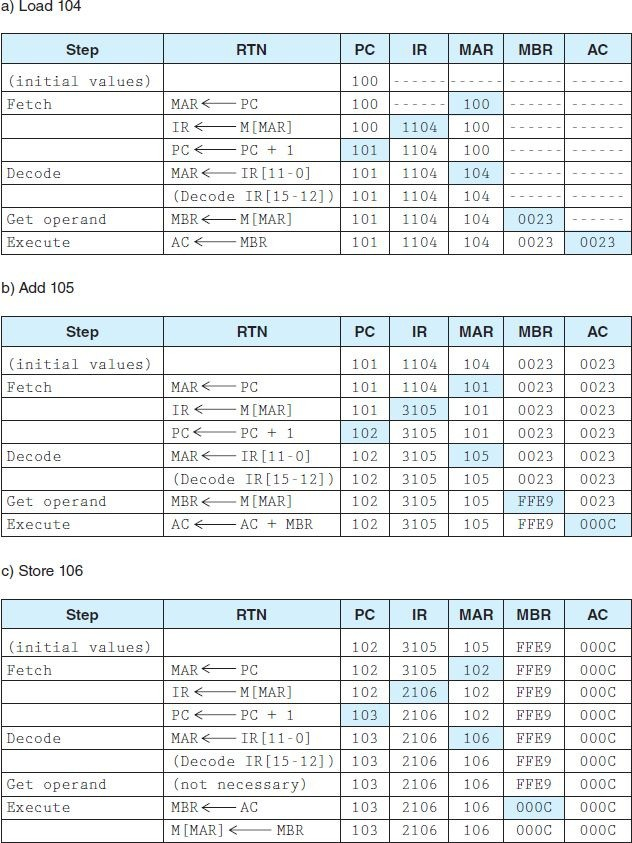 a) Load 104
Step RTN PC IR MAR MBR AC
(initial values) 100 ------ ------ ------ ------
Fetch MAR ← PC 100 ------ 100 ------ ------
IR ← M[MAR] 100 1104 100 ------ ------
PC ← PC + 1 101 1104 100 ------ ------
Decode MAR ← IR[11-0] 101 1104 104 ------ ------
(Decode IR[15-12]) 101 1104 104 ------ ------
Get operand MBR ← M[MAR] 101 1104 104 0023 ------
Execute AC ← MBR 101 1104 104 0023 0023
b) Add 105
Step RTN PC IR MAR MBR AC
(initial values) 101 1104 104 0023 0023
Fetch MAR ← PC 101 1104 101 0023 0023
IR ← M[MAR] 101 3105 101 0023 0023
PC ← PC + 1 102 3105 101 0023 0023
Decode MAR ← IR[11-0] 102 3105 105 0023 0023
(Decode IR[15-12]) 102 3105 105 0023 0023
Get operand MBR ← M[MAR] 102 3105 105 FFE9 0023
Execute AC ← AC + MBR 102 3105 105 FFE9 000C
c) Store 106
Step RTN PC IR MAR MBR AC
(initial values) 102 3105 105 FFE9 000C
Fetch MAR ← PC 102 3105 102 FFE9 000C
IR ← M[MAR] 102 2106 102 FFE9 000C
PC ← PC + 1 103 2106 102 FFE9 000C
Decode MAR ← IR[11-0] 103 2106 106 FFE9 000C
(Decode IR[15-12]) 103 2106 106 FFE9 000C
Get operand (not necessary) 103 2106 106 FFE9 000C
Execute MBR ← AC 103 2106 106 000C 000C
M[MAR] ← MBR 103 2106 106 000C 000C